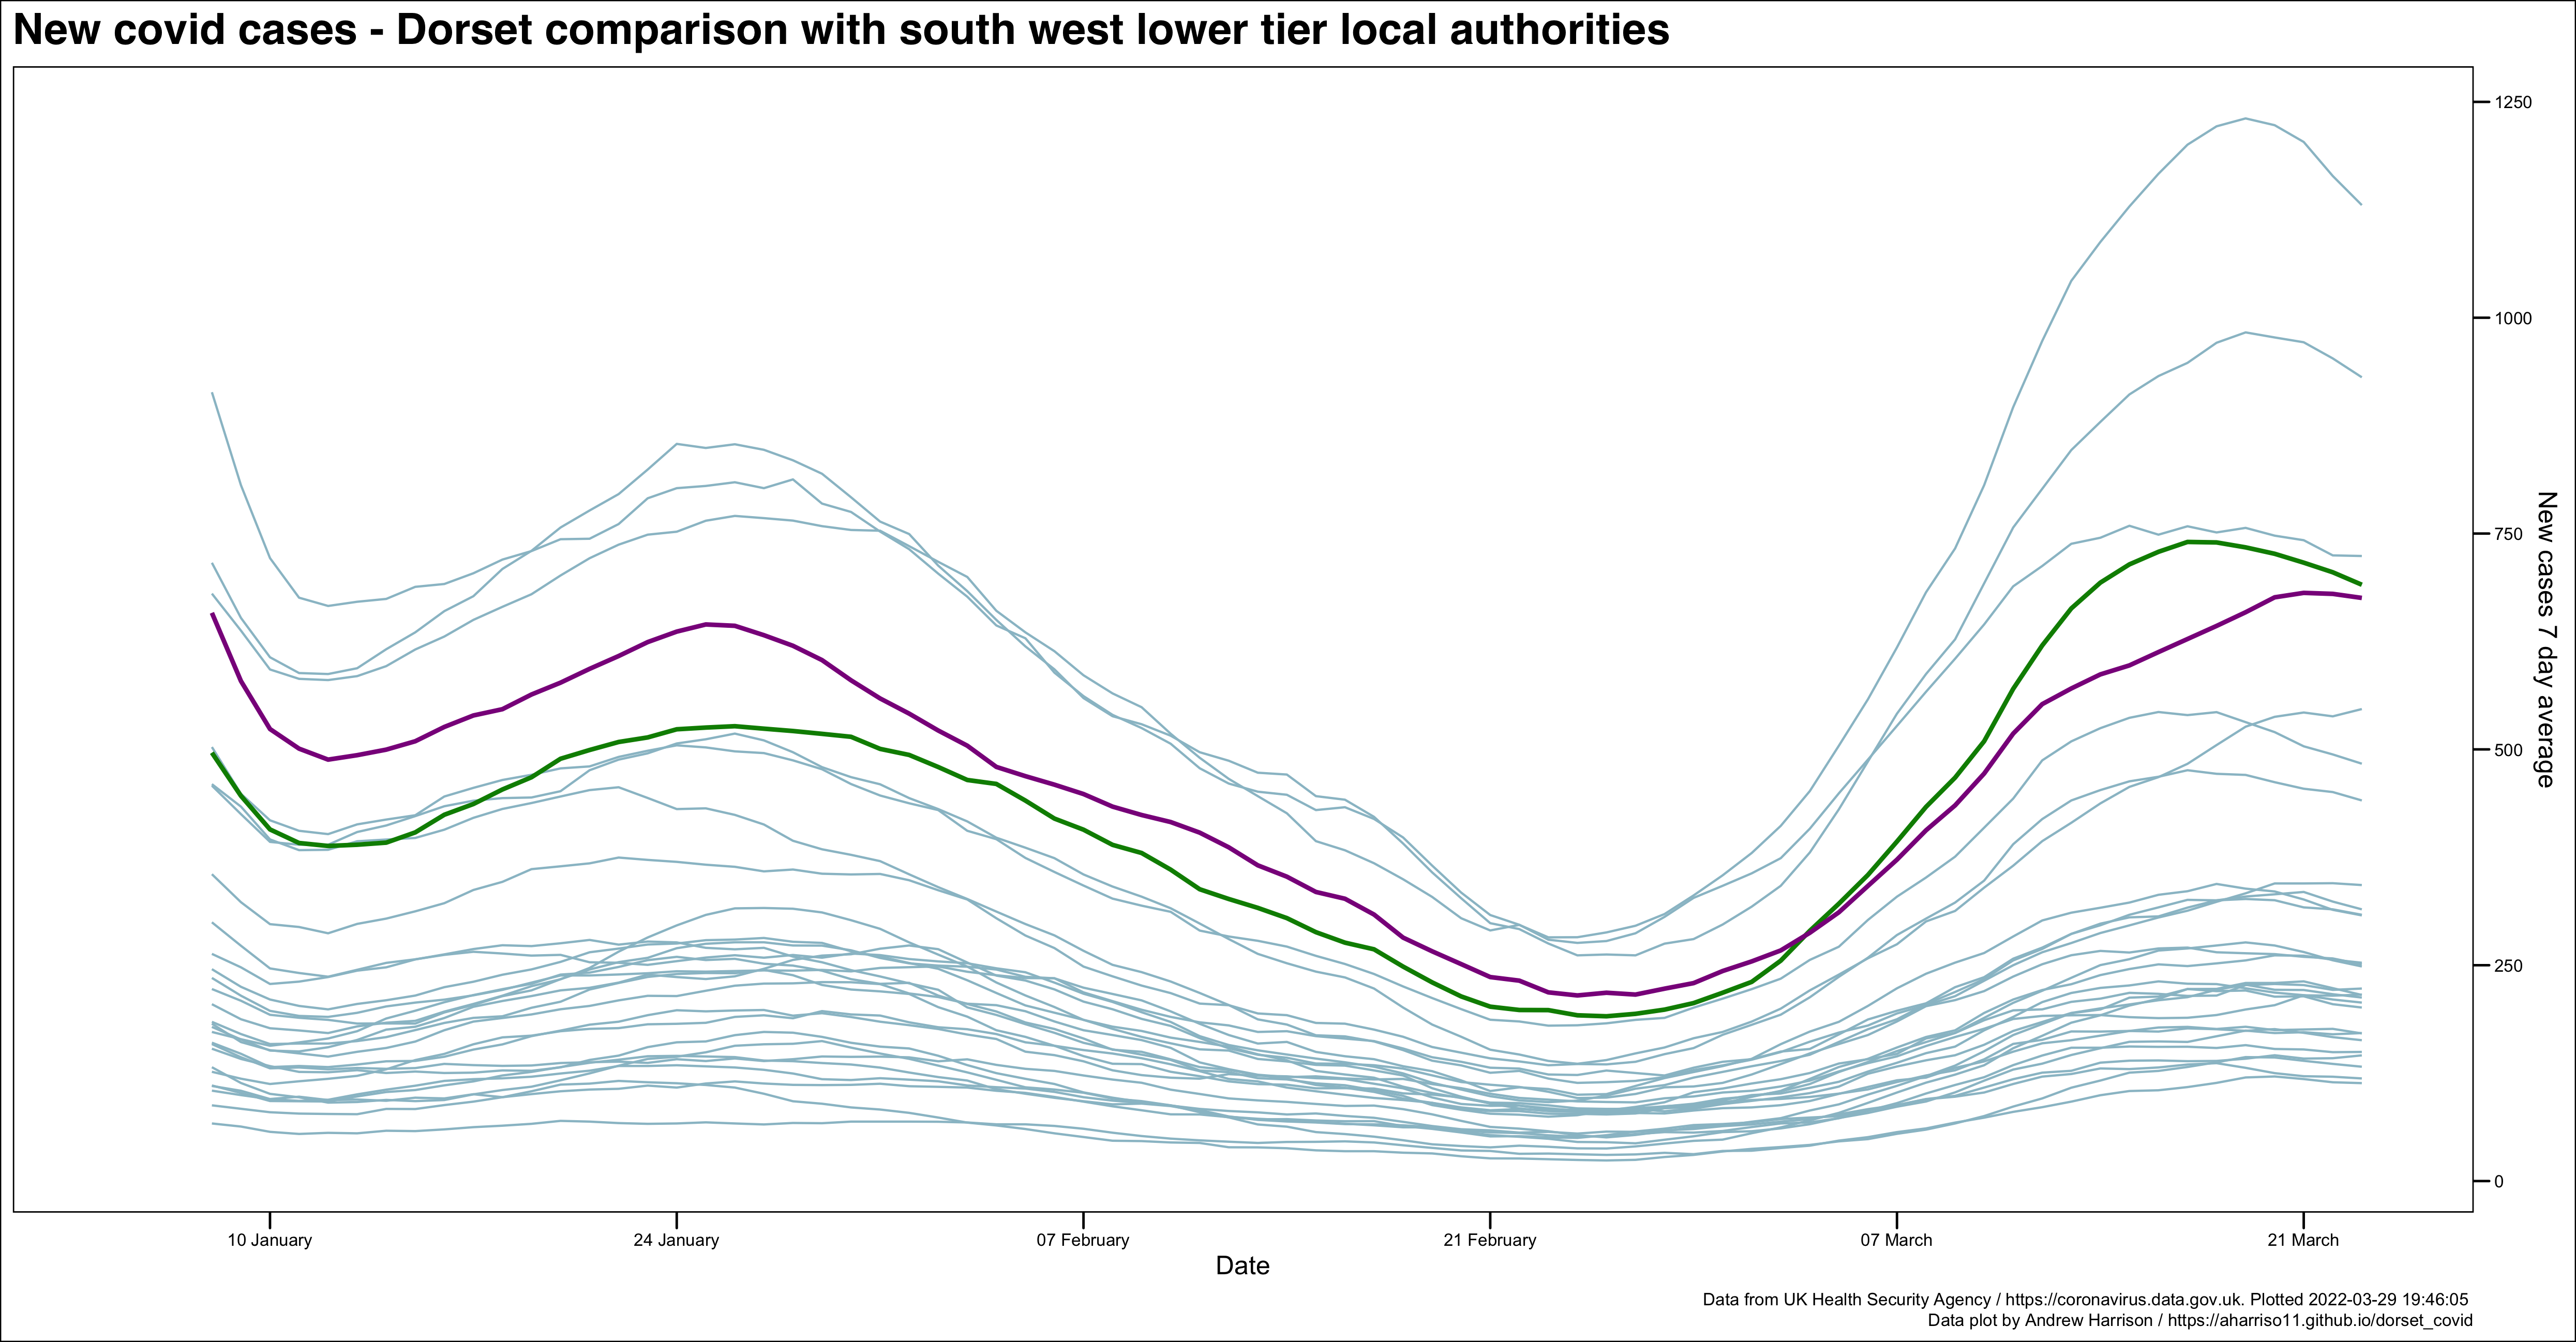 New covid cases - Dorset comparison with south west lower tier local authorities
1250
1000
750
500
250
0
New cases 7 day average
10 January
24 January
07 February
21 February
07 March
21 March
Date
Data from UK Health Security Agency / https://coronavirus.data.gov.uk. Plotted 2022-03-29 19:46:05
Data plot by Andrew Harrison / https://aharriso11.github.io/dorset_covid